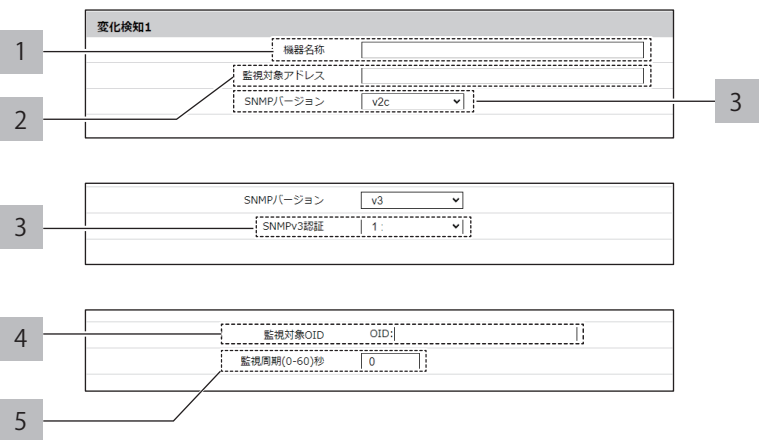 変化検知1
1
機器名称
監視対象アドレス
2
SNMPバージョン v2c
3
SNMPバージョン v3
3
SNMPv3認証 1 :
4
監視対象OID OID:
監視周期(0-60)秒 0
5